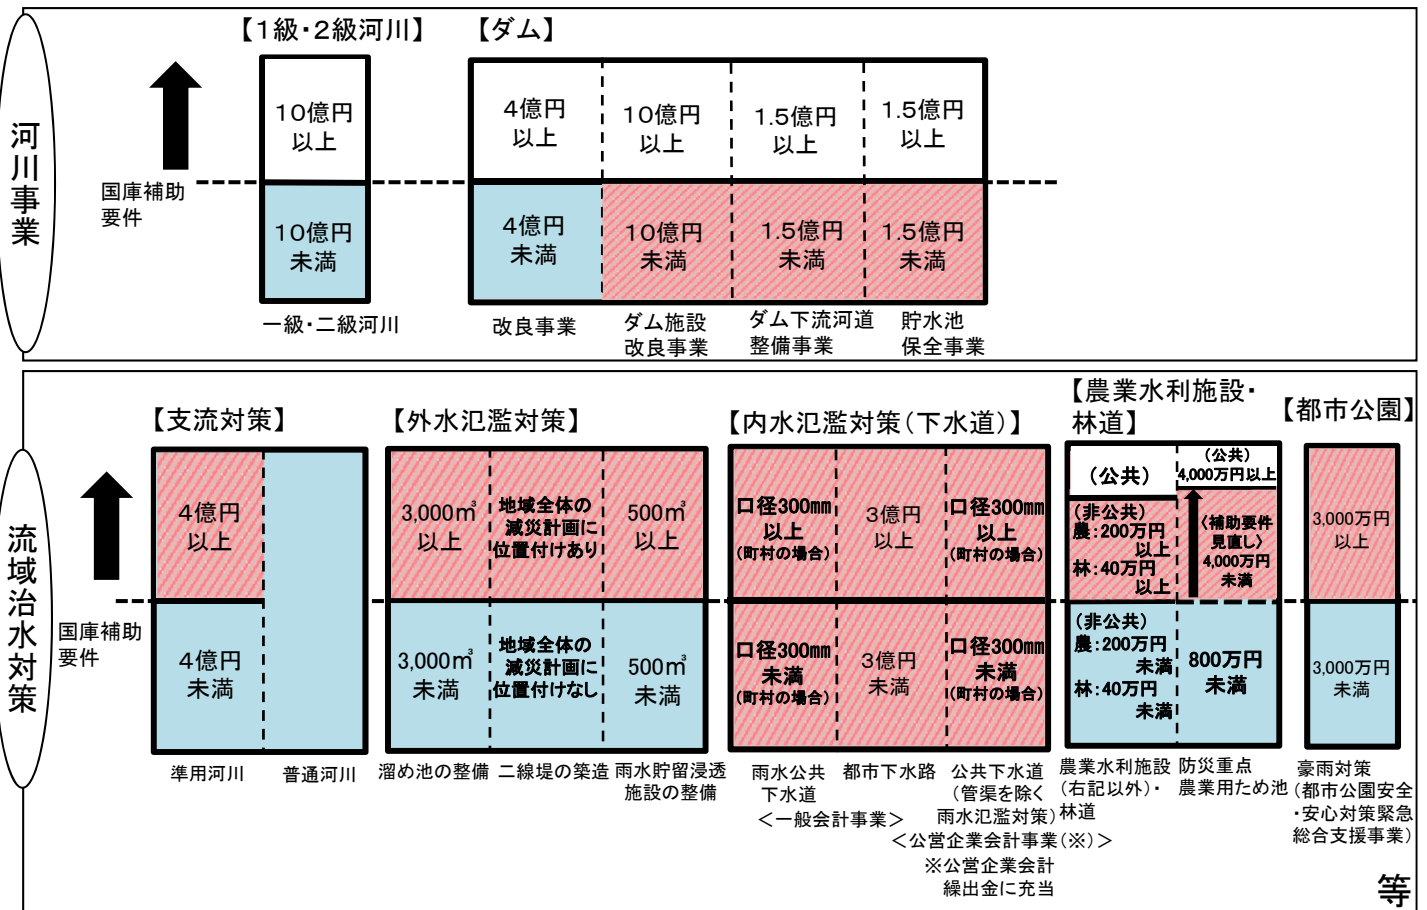 河川事業
【１級・２級河川】
【ダム】
国庫補助
要件
10億円
以上
４億円
以上
10億円
以上
1.5億円
以上
1.5億円
以上
10億円
未満
４億円
未満
10億円
未満
1.5億円
未満
1.5億円
未満
一級・二級河川
改良事業
ダム施設
改良事業
ダム下流河道
整備事業
貯水池
保全事業
流域治水対策
【支流対策】
【外水氾濫対策】
【内水氾濫対策（下水道）】
【農業水利施設・
林道】
【都市公園】
国庫補助
要件
４億円
以上
４億円
未満
準用河川
普通河川
3,000㎥
以上
地域全体の
減災計画に
位置付けあり
500㎥
以上
3,000㎥
未満
地域全体の
減災計画に
位置付けなし
500㎥
未満
溜め池の整備
二線堤の築造
雨水貯留浸透
施設の整備
口径300㎜
以上
（町村の場合）
３億円
以上
口径300㎜
以上
（町村の場合）
口径300㎜
未満
（町村の場合）
３億円
未満
口径300㎜
未満
（町村の場合）
雨水公共
下水道
都市下水路
＜一般会計事業＞
公共下水道
（管渠を除く
雨水氾濫対策）
＜公営企業会計事業（※）＞
※公営企業会計
繰出金に充当
（公共）
（公共）
4,000万円以上
（非公共）
農：200万円
以上
林：40万円
以上
〈補助要件
見直し〉
4,000万円
未満
（非公共）
農：200万円
未満
林：40万円
未満
800万円
未満
農業水利施設
（右記以外）・
林道
防災重点
農業用ため池
3,000万円
以上
3,000万円
未満
豪雨対策
（都市公園安全
・安心対策緊急
総合支援事業）
等